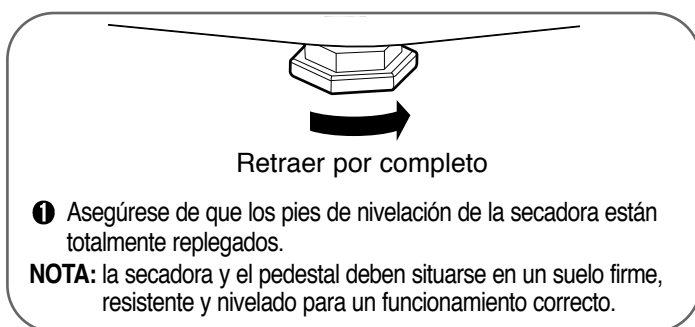 Retraer por completo
❶ Asegúrese de que los pies de nivelación de la secadora están
totalmente replegados.
NOTA: la secadora y el pedestal deben situarse en un suelo firme,
resistente y nivelado para un funcionamiento correcto.